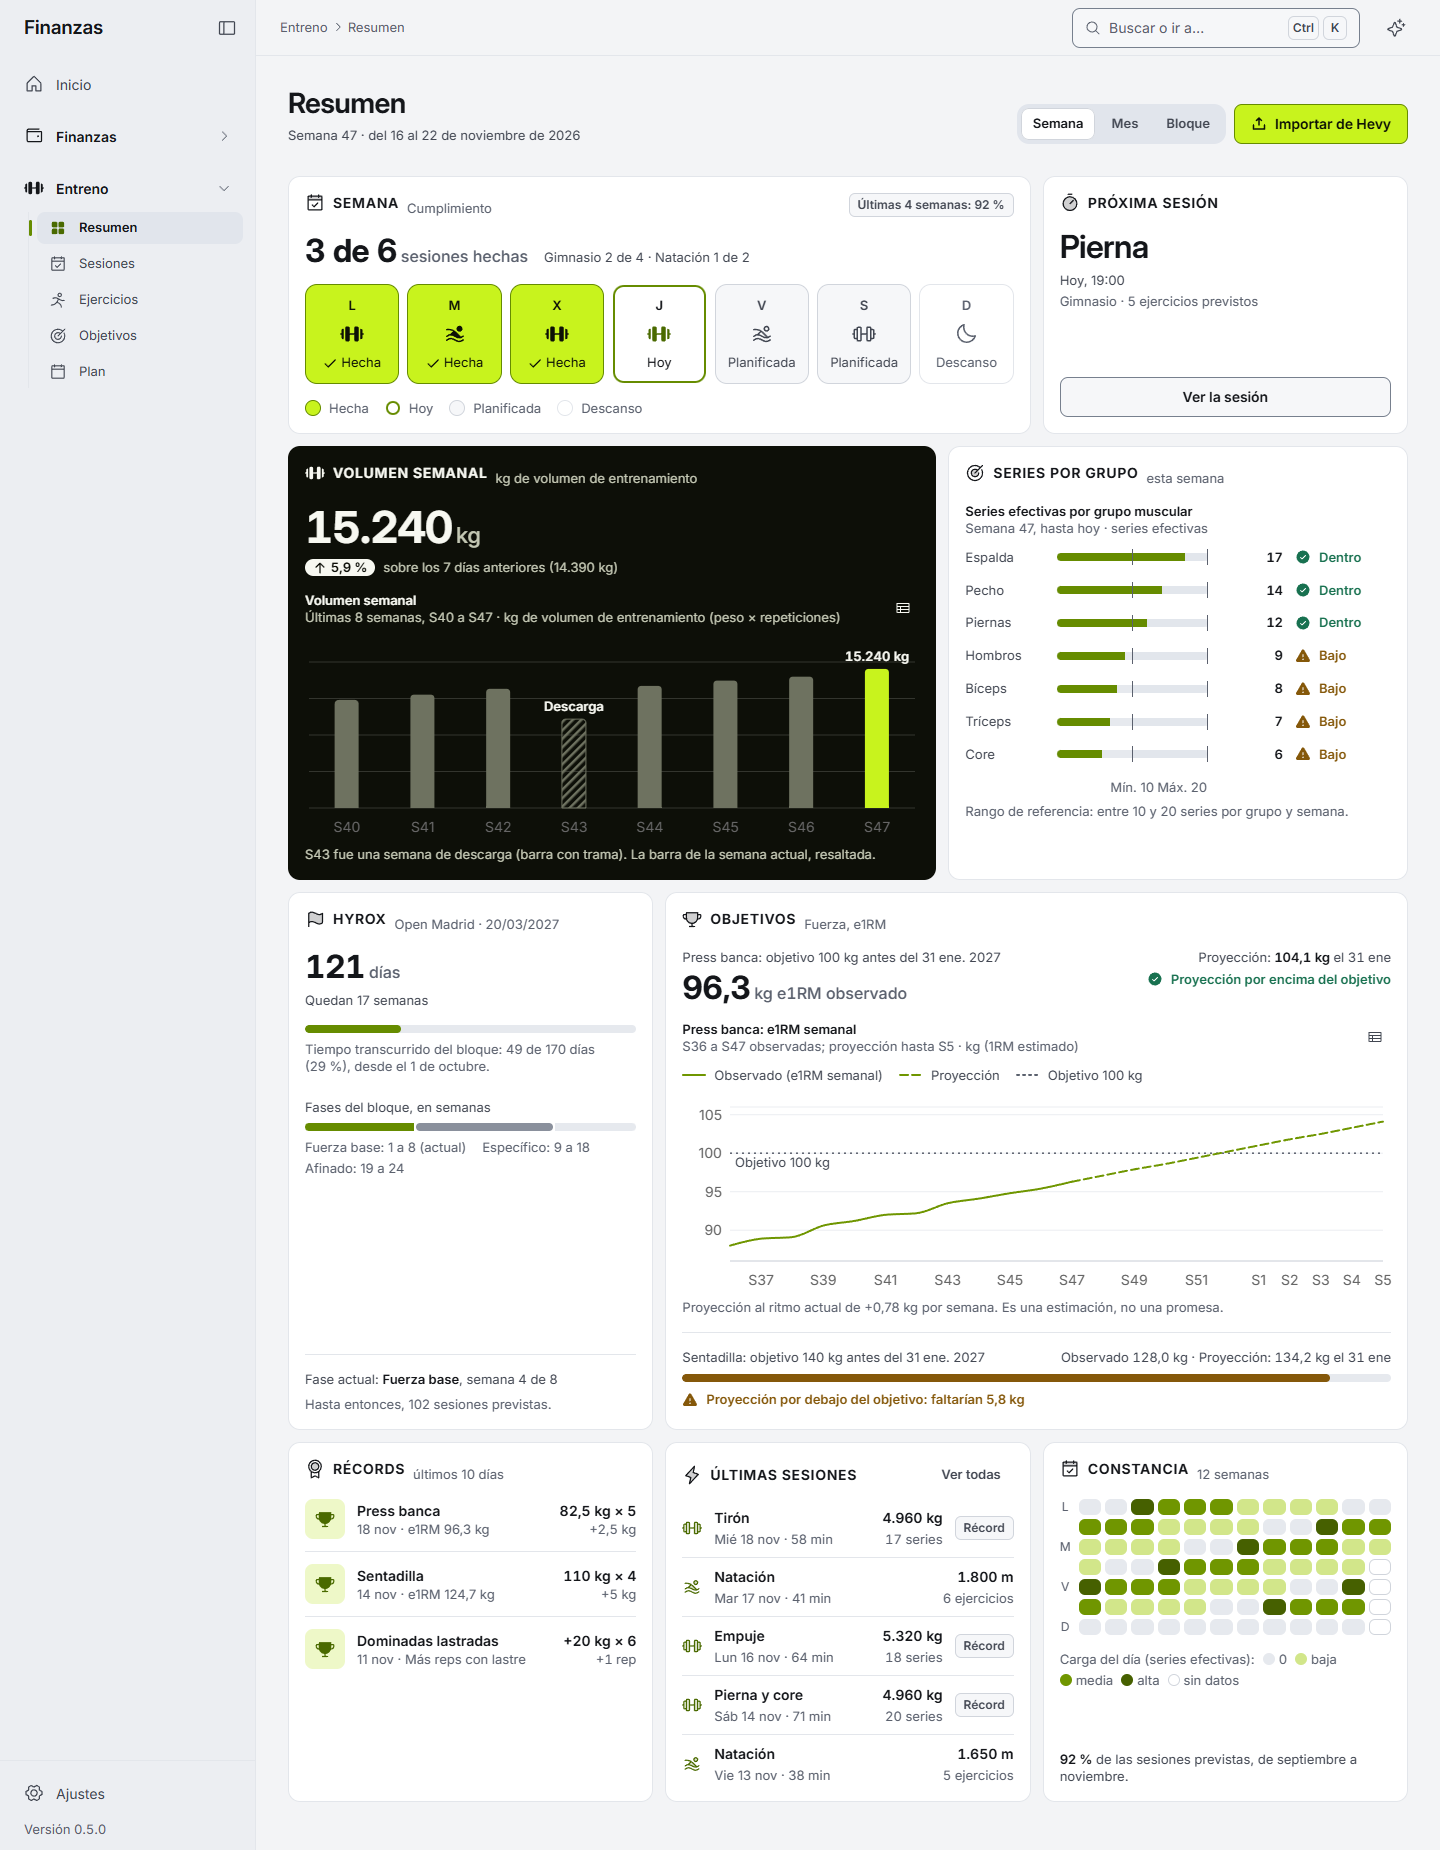 Finanzas
Inicio
Finanzas
Entreno
Resumen
Sesiones
Ejercicios
Objetivos
Plan
Ajustes
Versión 0.5.0
Entreno > Resumen
Buscar o ir a...
Ctrl K
Resumen
Semana 47 · del 16 al 22 de noviembre de 2026
Semana Mes Bloque
Importar de Hevy
SEMANA Cumplimiento
Últimas 4 semanas: 92 %
3 de 6 sesiones hechas Gimnasio 2 de 4 · Natación 1 de 2
L M X J V S D
Hecha Hecha Hecha Hoy Planificada Planificada Descanso
Hecha Hoy Planificada Descanso
PRÓXIMA SESIÓN
Pierna
Hoy, 19:00
Gimnasio · 5 ejercicios previstos
Ver la sesión
VOLUMEN SEMANAL kg de volumen de entrenamiento
15.240 kg
↑ 5,9 % sobre los 7 días anteriores (14.390 kg)
Volumen semanal
Últimas 8 semanas, S40 a S47 · kg de volumen de entrenamiento (peso × repeticiones)
15.240 kg
Descarga
S40 S41 S42 S43 S44 S45 S46 S47
S43 fue una semana de descarga (barra con trama). La barra de la semana actual, resaltada.
SERIES POR GRUPO esta semana
Series efectivas por grupo muscular
Semana 47, hasta hoy · series efectivas
Espalda 17 Dentro
Pecho 14 Dentro
Piernas 12 Dentro
Hombros 9 Bajo
Bíceps 8 Bajo
Tríceps 7 Bajo
Core 6 Bajo
Mín. 10 Máx. 20
Rango de referencia: entre 10 y 20 series por grupo y semana.
HYROX Open Madrid · 20/03/2027
121 días
Quedan 17 semanas
Tiempo transcurrido del bloque: 49 de 170 días
(29 %), desde el 1 de octubre.
Fases del bloque, en semanas
Fuerza base: 1 a 8 (actual) Específico: 9 a 18
Afinado: 19 a 24
Fase actual: Fuerza base, semana 4 de 8
Hasta entonces, 102 sesiones previstas.
OBJETIVOS Fuerza, e1RM
Press banca: objetivo 100 kg antes del 31 ene. 2027
96,3 kg e1RM observado
Proyección: 104,1 kg el 31 ene
Proyección por encima del objetivo
Press banca: e1RM semanal
S36 a S47 observadas; proyección hasta S5 · kg (1RM estimado)
Observado (e1RM semanal) Proyección Objetivo 100 kg
105
100
Objetivo 100 kg
95
90
S37 S39 S41 S43 S45 S47 S49 S51 S1 S2 S3 S4 S5
Proyección al ritmo actual de +0,78 kg por semana. Es una estimación, no una promesa.
Sentadilla: objetivo 140 kg antes del 31 ene. 2027
Observado 128,0 kg · Proyección: 134,2 kg el 31 ene
Proyección por debajo del objetivo: faltarían 5,8 kg
RÉCORDS últimos 10 días
Press banca 82,5 kg × 5
18 nov · e1RM 96,3 kg +2,5 kg
Sentadilla 110 kg × 4
14 nov · e1RM 124,7 kg +5 kg
Dominadas lastradas +20 kg × 6
11 nov · Más reps con lastre +1 rep
ÚLTIMAS SESIONES
Ver todas
Tirón 4.960 kg Récord
Mié 18 nov · 58 min 17 series
Natación 1.800 m
Mar 17 nov · 41 min 6 ejercicios
Empuje 5.320 kg Récord
Lun 16 nov · 64 min 18 series
Pierna y core 4.960 kg Récord
Sáb 14 nov · 71 min 20 series
Natación 1.650 m
Vie 13 nov · 38 min 5 ejercicios
CONSTANCIA 12 semanas
L
M
V
D
Carga del día (series efectivas): 0 baja
media alta sin datos
92 % de las sesiones previstas, de septiembre a
noviembre.